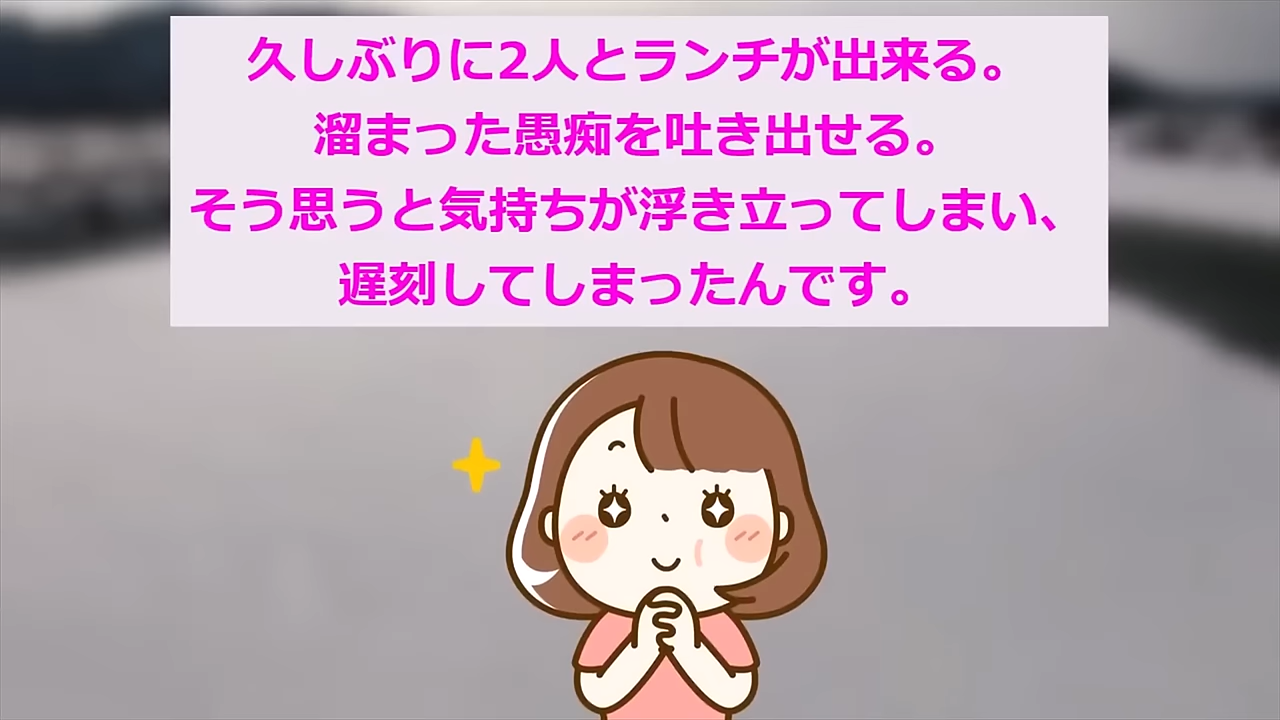 久しぶりに2人とランチが出来る。
溜まった愚痴を吐き出せる。
そう思うと気持ちが浮き立ってしまい、
遅刻してしまったんです。